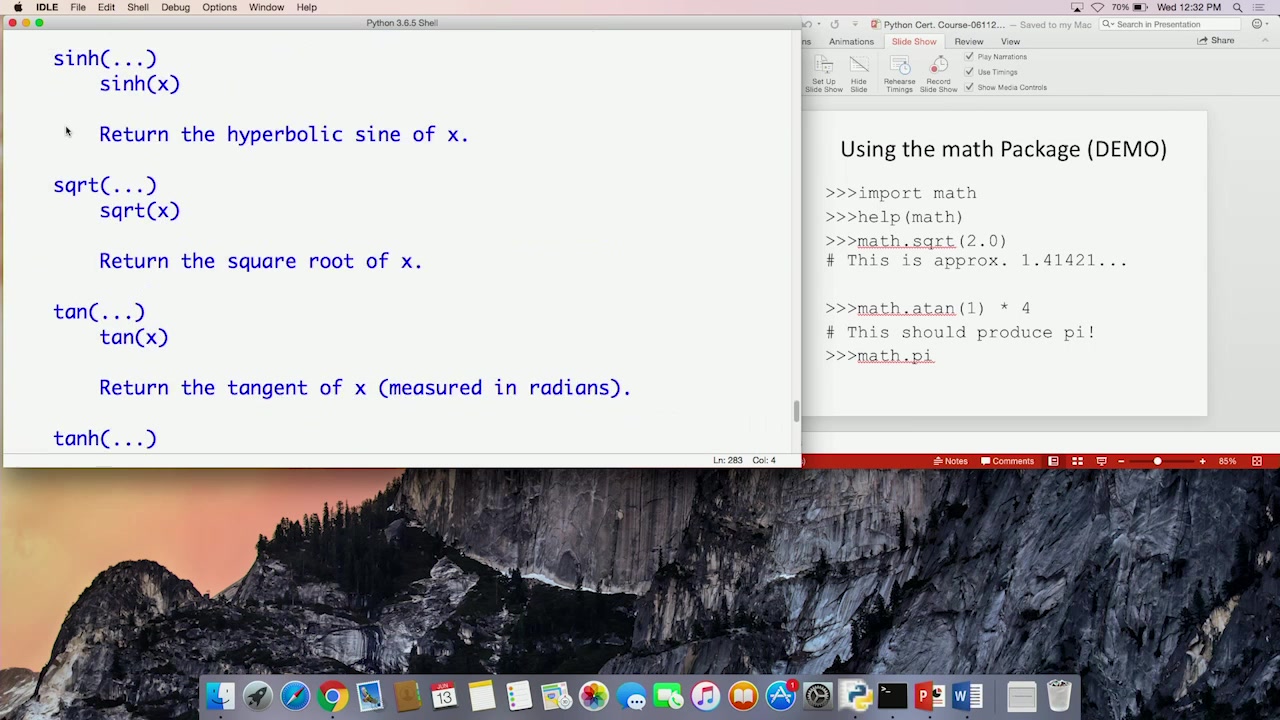 IDLE File Edit Shell Debug Options Window Help
70% Wed 12:32 PM
Python 3.6.5 Shell
sinh(...)
sinh(x)
Return the hyperbolic sine of x.
sqrt(...)
sqrt(x)
Return the square root of x.
tan(...)
tan(x)
Return the tangent of x (measured in radians).
tanh(...)
Ln: 283 Col: 4
Python Cert. Course-06112... — Saved to my Mac
Search in Presentation
ns Animations Slide Show Review View
Share
Set Up Slide Show
Hide Slide
Rehearse Timings
Record Slide Show
Play Narrations
Use Timings
Show Media Controls
Using the math Package (DEMO)
>>>import math
>>>help(math)
>>>math.sqrt(2.0)
# This is approx. 1.41421...
>>>math.atan(1) * 4
# This should produce pi!
>>>math.pi
Notes Comments 85%
JUN
13
1